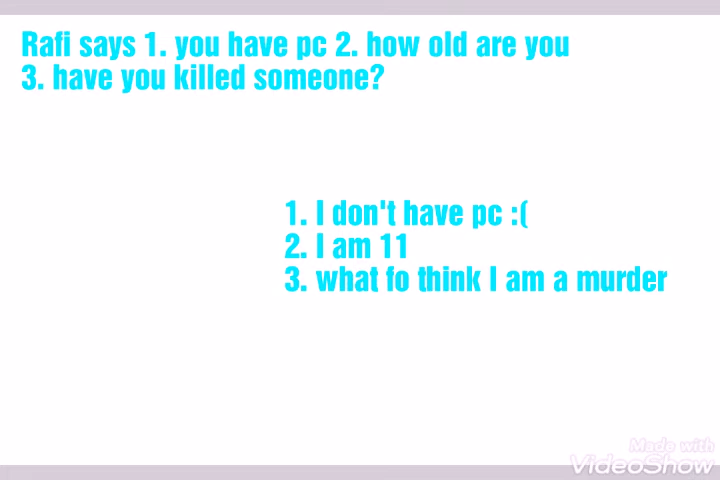 Rafi says 1. you have pc 2. how old are you
3. have you killed someone?
1. I don't have pc :(
2. I am 11
3. what fo think I am a murder
Made with
VideoShow